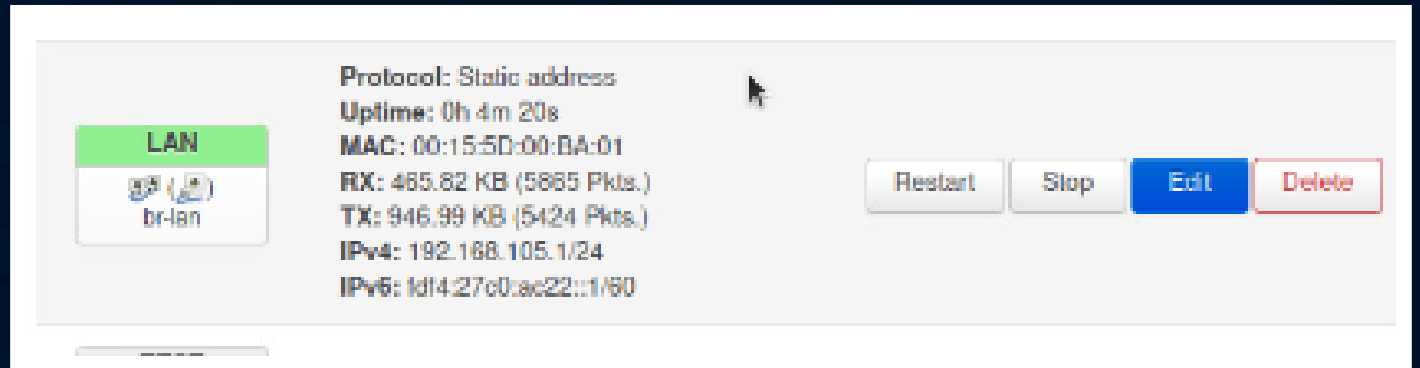 LAN
br-lan
Protocol: Static address
Uptime: 0h 4m 20s
MAC: 00:15:5D:00:BA:01
RX: 465.82 KB (5865 Pkts.)
TX: 946.99 KB (5424 Pkts.)
IPv4: 192.168.105.1/24
IPv6: fdf4:27c0:ac22::1/60
Restart Stop Edit Delete